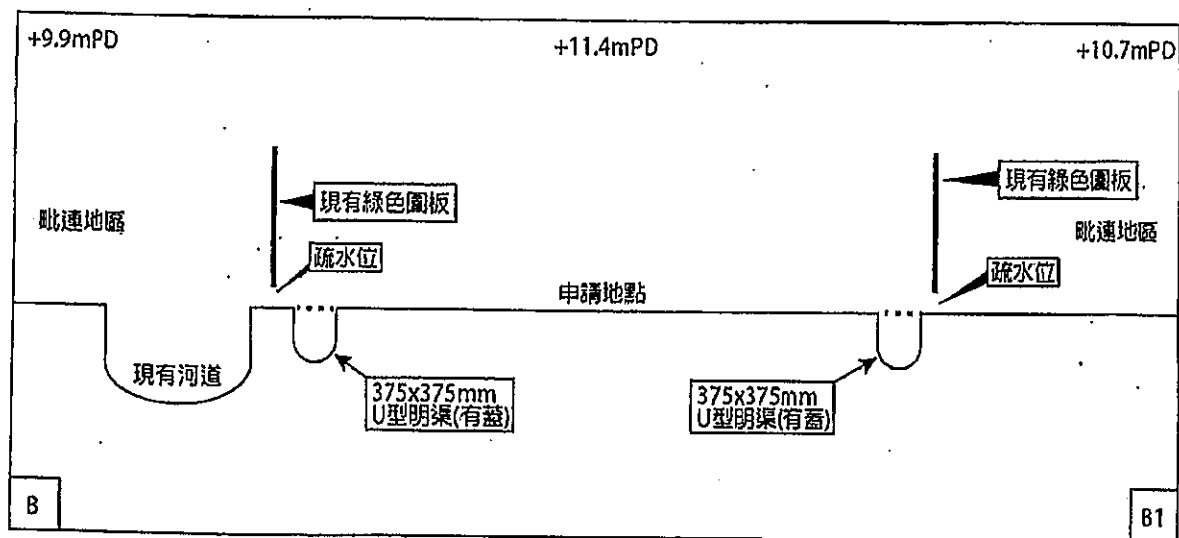 +9.9mPD
+11.4mPD
+10.7mPD
現有綠色圍板
現有綠色圍板
毗連地區
毗連地區
疏水位
疏水位
申請地點
現有河道
375x375mm
U型明渠(有蓋)
375x375mm
U型明渠(有蓋)
B
B1